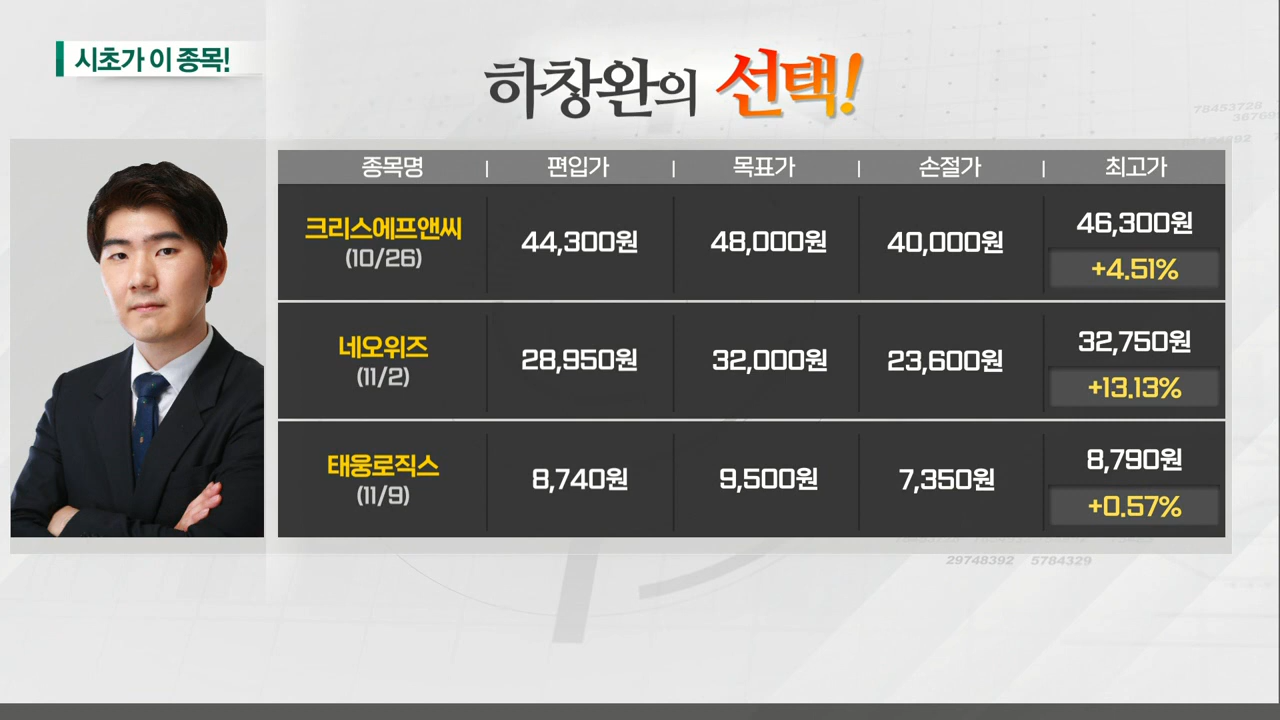 시초가 이 종목!
하창완의 선택!
종목명 | 편입가 | 목표가 | 손절가 | 최고가
크리스에프앤씨 (10/26) 44,300원 48,000원 40,000원 46,300원 +4.51%
네오위즈 (11/2) 28,950원 32,000원 23,600원 32,750원 +13.13%
태웅로직스 (11/9) 8,740원 9,500원 7,350원 8,790원 +0.57%
78453728
29748392 5784329